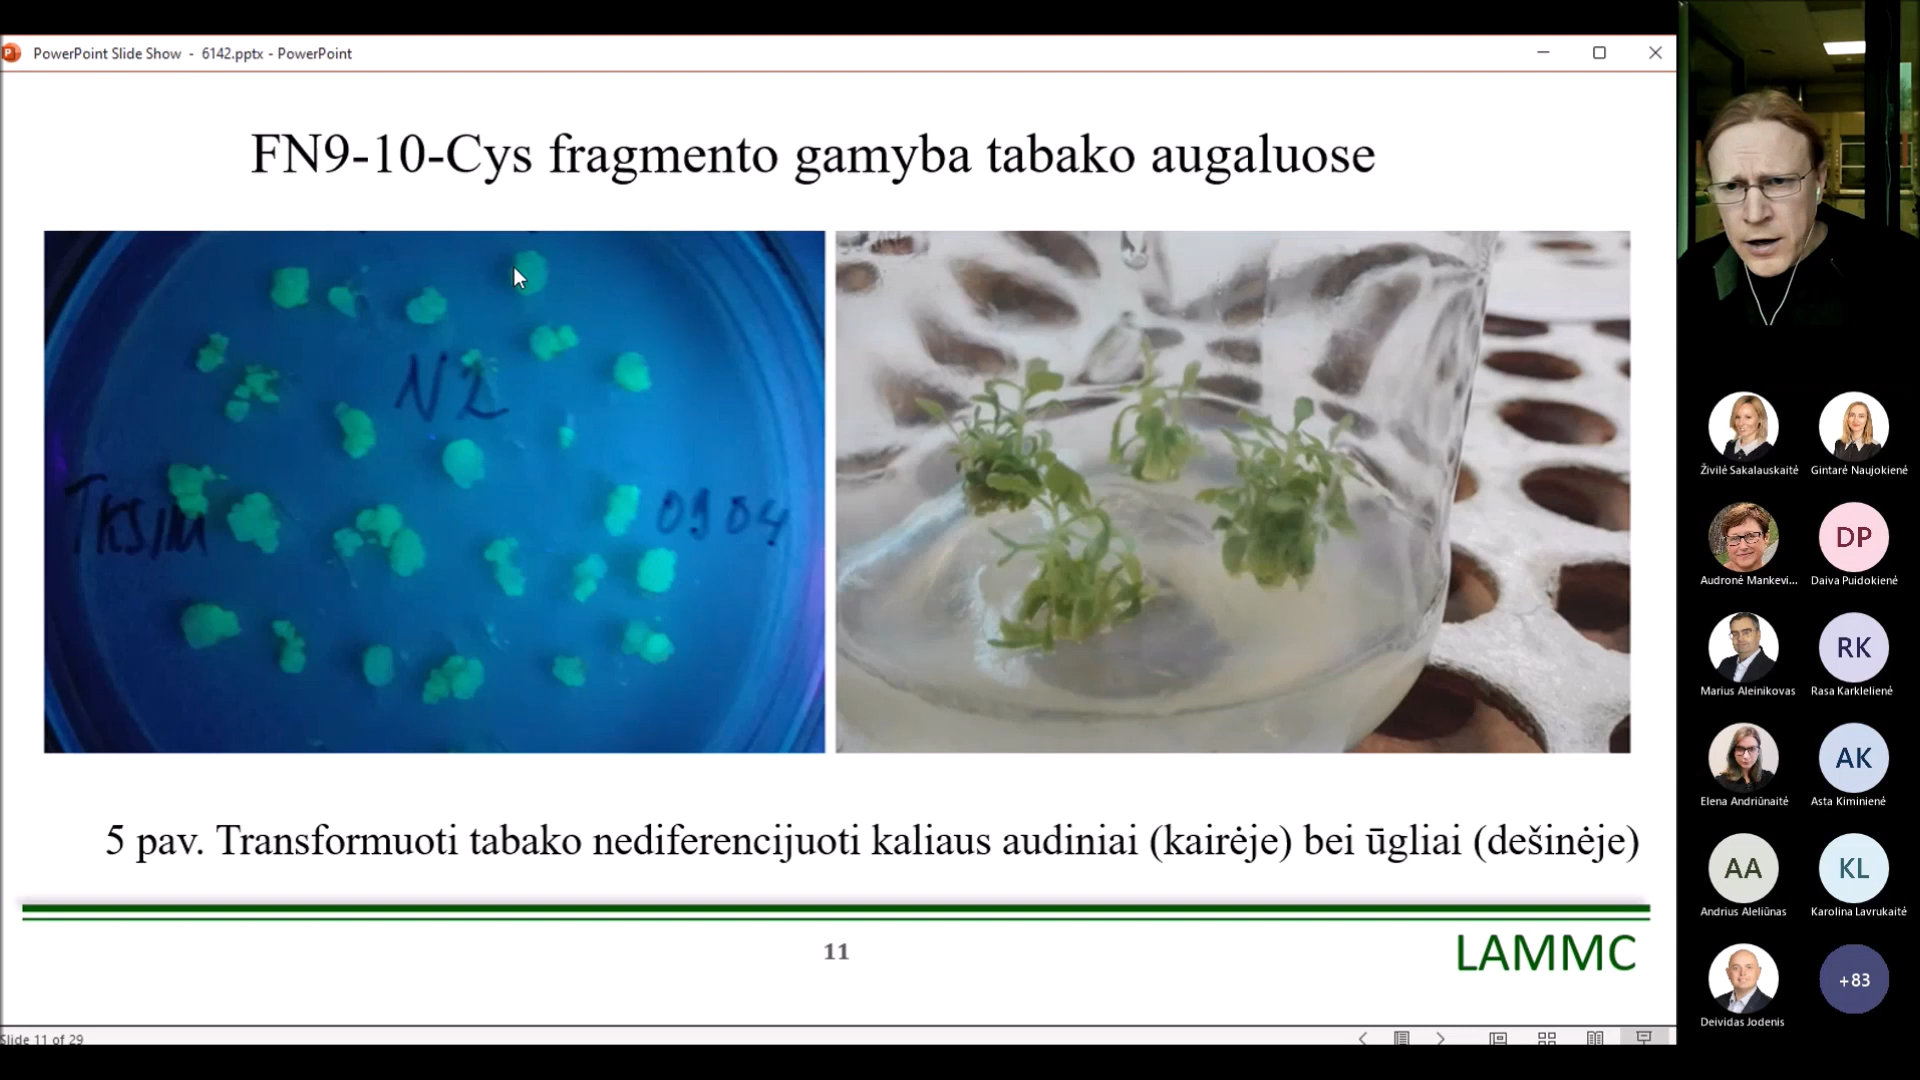 PowerPoint Slide Show - 6142.pptx - PowerPoint
FN9-10-Cys fragmento gamyba tabako augaluose
N2
TKSIM
0904
5 pav. Transformuoti tabako nediferencijuoti kaliaus audiniai (kairėje) bei ūgliai (dešinėje)
11
LAMMC
Slide 11 of 29
Živilė Sakalauskaitė
Gintarė Naujokienė
Audronė Mankevi...
DP
Daiva Puidokienė
Marius Aleinikovas
RK
Rasa Karklelienė
Elena Andriūnaitė
AK
Asta Kiminienė
AA
Andrius Aleliūnas
KL
Karolina Lavrukaitė
Deividas Jodenis
+83